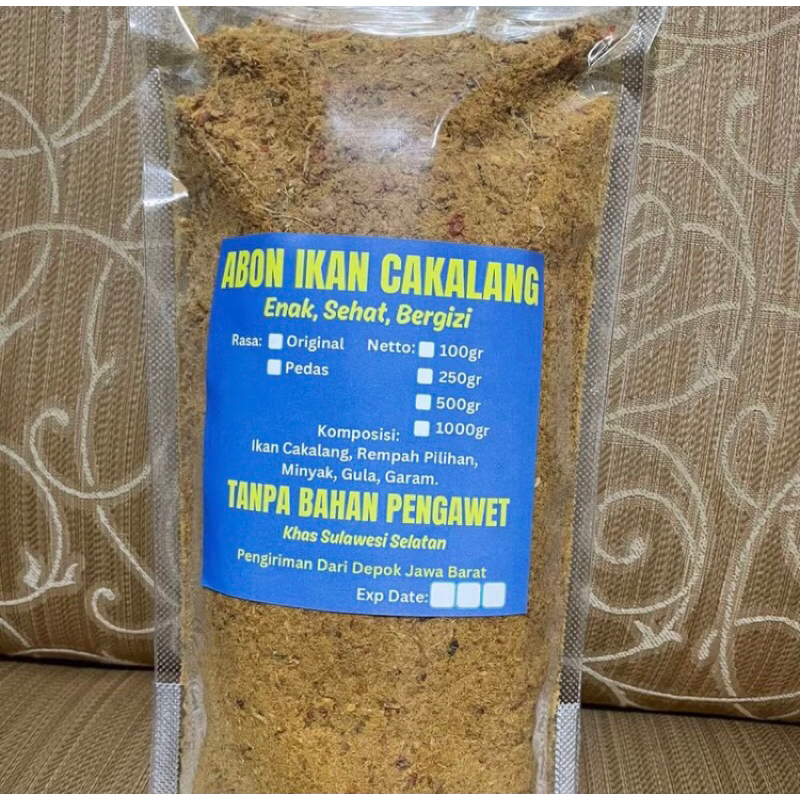 ABON IKAN CAKALANG
Enak, Sehat, Bergizi
Rasa: Original Netto: 100gr
Pedas 250gr
500gr
1000gr
Komposisi:
Ikan Cakalang, Rempah Pilihan,
Minyak, Gula, Garam.
TANPA BAHAN PENGAWET
Khas Sulawesi Selatan
Pengiriman Dari Depok Jawa Barat
Exp Date: